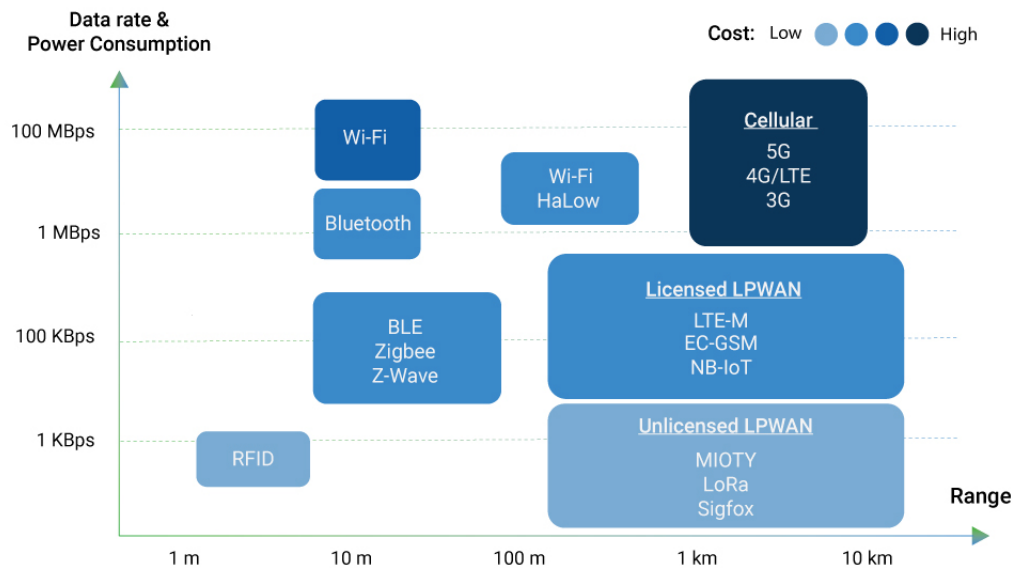 Data rate &
Power Consumption
Cost: Low High
100 MBps
1 MBps
100 KBps
1 KBps
Wi-Fi
Bluetooth
Wi-Fi
HaLow
Cellular
5G
4G/LTE
3G
BLE
Zigbee
Z-Wave
Licensed LPWAN
LTE-M
EC-GSM
NB-IoT
RFID
Unlicensed LPWAN
MIOTY
LoRa
Sigfox
Range
1 m 10 m 100 m 1 km 10 km